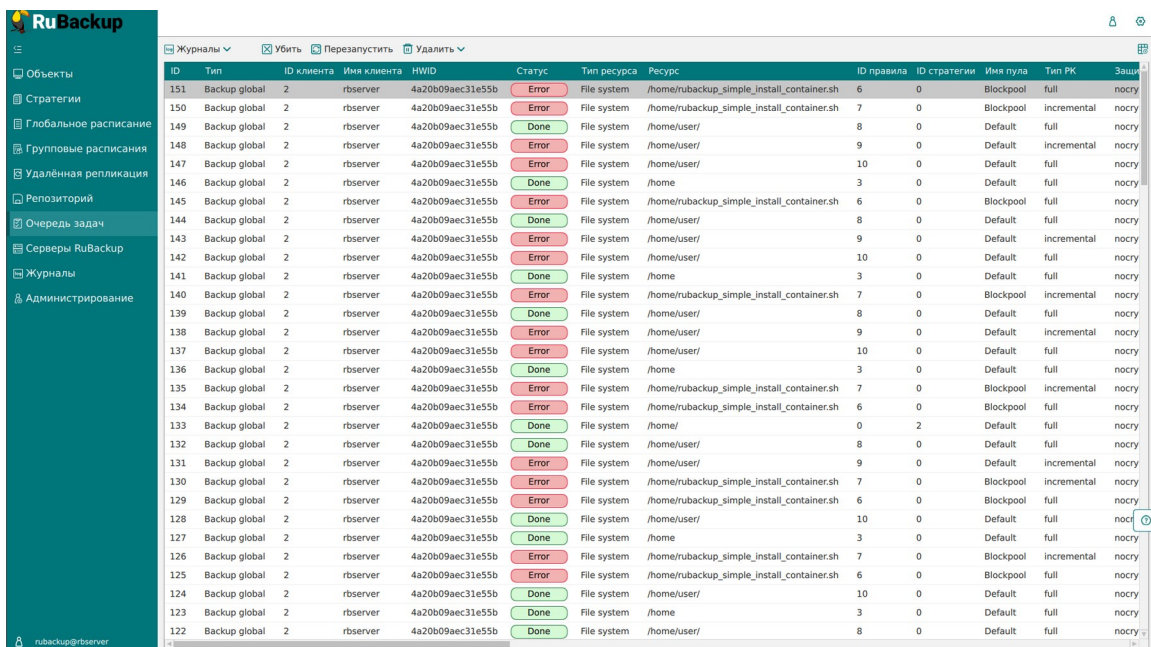 RuBackup
Журналы Убить Перезапустить Удалить
Объекты
Стратегии
Глобальное расписание
Групповые расписания
Удалённая репликация
Репозиторий
Очередь задач
Серверы RuBackup
Журналы
Администрирование
ID Тип ID клиента Имя клиента HWID Статус Тип ресурса Ресурс ID правила ID стратегии Имя пула Тип РК Защи
151 Backup global 2 rbserver 4a20b09aec31e55b Error File system /home/rubackup_simple_install_container.sh 6 0 Blockpool full nocry
150 Backup global 2 rbserver 4a20b09aec31e55b Error File system /home/rubackup_simple_install_container.sh 7 0 Blockpool incremental nocry
149 Backup global 2 rbserver 4a20b09aec31e55b Done File system /home/user/ 8 0 Default full nocry
148 Backup global 2 rbserver 4a20b09aec31e55b Error File system /home/user/ 9 0 Default incremental nocry
147 Backup global 2 rbserver 4a20b09aec31e55b Error File system /home/user/ 10 0 Default full nocry
146 Backup global 2 rbserver 4a20b09aec31e55b Done File system /home 3 0 Default full nocry
145 Backup global 2 rbserver 4a20b09aec31e55b Error File system /home/rubackup_simple_install_container.sh 6 0 Blockpool full nocry
144 Backup global 2 rbserver 4a20b09aec31e55b Done File system /home/user/ 8 0 Default full nocry
143 Backup global 2 rbserver 4a20b09aec31e55b Error File system /home/user/ 9 0 Default incremental nocry
142 Backup global 2 rbserver 4a20b09aec31e55b Error File system /home/user/ 10 0 Default full nocry
141 Backup global 2 rbserver 4a20b09aec31e55b Done File system /home 3 0 Default full nocry
140 Backup global 2 rbserver 4a20b09aec31e55b Error File system /home/rubackup_simple_install_container.sh 7 0 Blockpool incremental nocry
139 Backup global 2 rbserver 4a20b09aec31e55b Done File system /home/user/ 8 0 Default full nocry
138 Backup global 2 rbserver 4a20b09aec31e55b Error File system /home/user/ 9 0 Default incremental nocry
137 Backup global 2 rbserver 4a20b09aec31e55b Error File system /home/user/ 10 0 Default full nocry
136 Backup global 2 rbserver 4a20b09aec31e55b Done File system /home 3 0 Default full nocry
135 Backup global 2 rbserver 4a20b09aec31e55b Error File system /home/rubackup_simple_install_container.sh 7 0 Blockpool incremental nocry
134 Backup global 2 rbserver 4a20b09aec31e55b Error File system /home/rubackup_simple_install_container.sh 6 0 Blockpool full nocry
133 Backup global 2 rbserver 4a20b09aec31e55b Done File system /home/ 0 2 Default full nocry
132 Backup global 2 rbserver 4a20b09aec31e55b Done File system /home/user/ 8 0 Default full nocry
131 Backup global 2 rbserver 4a20b09aec31e55b Error File system /home/user/ 9 0 Default incremental nocry
130 Backup global 2 rbserver 4a20b09aec31e55b Error File system /home/rubackup_simple_install_container.sh 7 0 Blockpool incremental nocry
129 Backup global 2 rbserver 4a20b09aec31e55b Error File system /home/rubackup_simple_install_container.sh 6 0 Blockpool full nocry
128 Backup global 2 rbserver 4a20b09aec31e55b Done File system /home/user/ 10 0 Default full nocr
127 Backup global 2 rbserver 4a20b09aec31e55b Done File system /home 3 0 Default full nocry
126 Backup global 2 rbserver 4a20b09aec31e55b Error File system /home/rubackup_simple_install_container.sh 7 0 Blockpool incremental nocry
125 Backup global 2 rbserver 4a20b09aec31e55b Error File system /home/rubackup_simple_install_container.sh 6 0 Blockpool full nocry
124 Backup global 2 rbserver 4a20b09aec31e55b Done File system /home/user/ 10 0 Default full nocry
123 Backup global 2 rbserver 4a20b09aec31e55b Done File system /home 3 0 Default full nocry
122 Backup global 2 rbserver 4a20b09aec31e55b Done File system /home/user/ 8 0 Default full nocry
rubackup@rbserver